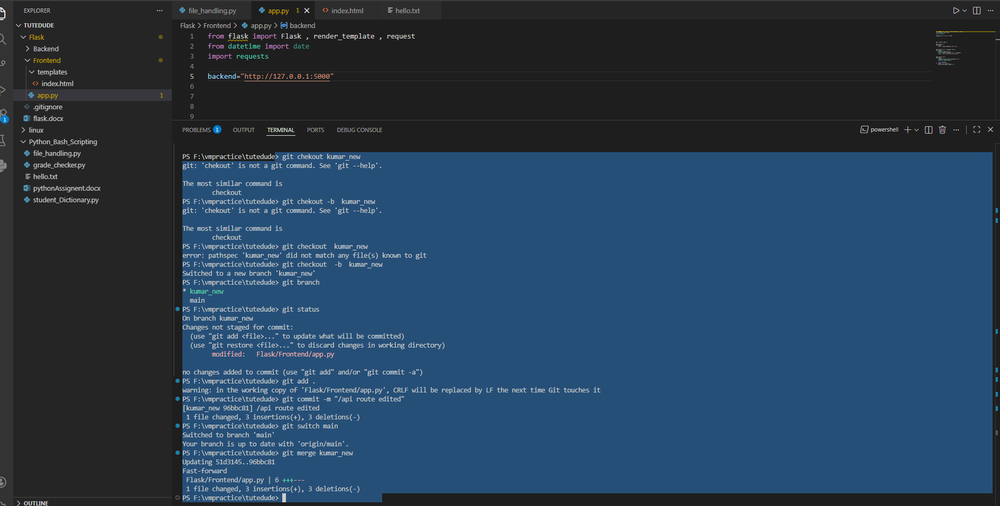 EXPLORER
TUTEDUDE
Flask
Backend
Frontend
templates
index.html
app.py 1
.gitignore
flask.docx
linux
Python_Bash_Scripting
file_handling.py
grade_checker.py
hello.txt
pythonAssignent.docx
student_Dictionary.py
OUTLINE
1
file_handling.py
app.py 1
index.html
hello.txt
Flask > Frontend > app.py > backend
1 from flask import Flask , render_template , request
2 from datetime import date
3 import requests
4
5 backend="http://127.0.0.1:5000"
6
7
8
9
PROBLEMS 1 OUTPUT TERMINAL PORTS DEBUG CONSOLE
powershell
PS F:\vmpractice\tutedude> git chekout kumar_new
git: 'chekout' is not a git command. See 'git --help'.
The most similar command is
checkout
PS F:\vmpractice\tutedude> git chekout -b  kumar_new
git: 'chekout' is not a git command. See 'git --help'.
The most similar command is
checkout
PS F:\vmpractice\tutedude> git checkout  kumar_new
error: pathspec 'kumar_new' did not match any file(s) known to git
PS F:\vmpractice\tutedude> git checkout  -b  kumar_new
Switched to a new branch 'kumar_new'
PS F:\vmpractice\tutedude> git branch
* kumar_new
main
PS F:\vmpractice\tutedude> git status
On branch kumar_new
Changes not staged for commit:
(use "git add <file>..." to update what will be committed)
(use "git restore <file>..." to discard changes in working directory)
modified:   Flask/Frontend/app.py
no changes added to commit (use "git add" and/or "git commit -a")
PS F:\vmpractice\tutedude> git add .
warning: in the working copy of 'Flask/Frontend/app.py', CRLF will be replaced by LF the next time Git touches it
PS F:\vmpractice\tutedude> git commit -m "/api route edited"
[kumar_new 96bbc81] /api route edited
1 file changed, 3 insertions(+), 3 deletions(-)
PS F:\vmpractice\tutedude> git switch main
Switched to branch 'main'
Your branch is up to date with 'origin/main'.
PS F:\vmpractice\tutedude> git merge kumar_new
Updating 51d3145..96bbc81
Fast-forward
Flask/Frontend/app.py | 6 +++---
1 file changed, 3 insertions(+), 3 deletions(-)
PS F:\vmpractice\tutedude>